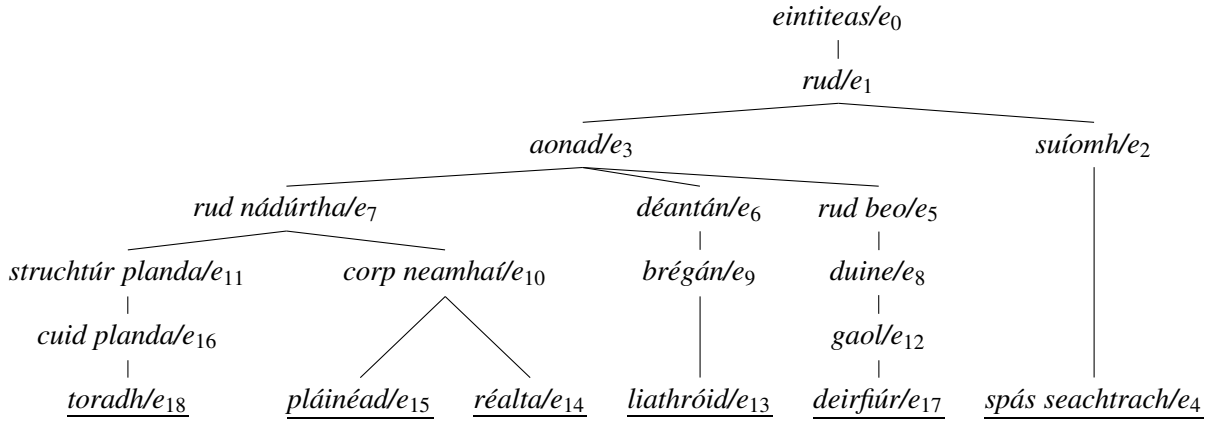 eintiteas/e0
rud/e1
aonad/e3 suíomh/e2
rud nádúrtha/e7 déantán/e6 rud beo/e5
struchtúr planda/e11 corp neamhaí/e10 brégán/e9 duine/e8
cuid planda/e16 gaol/e12
toradh/e18 pláinéad/e15 réalta/e14 liathróid/e13 deirfiúr/e17 spás seachtrach/e4